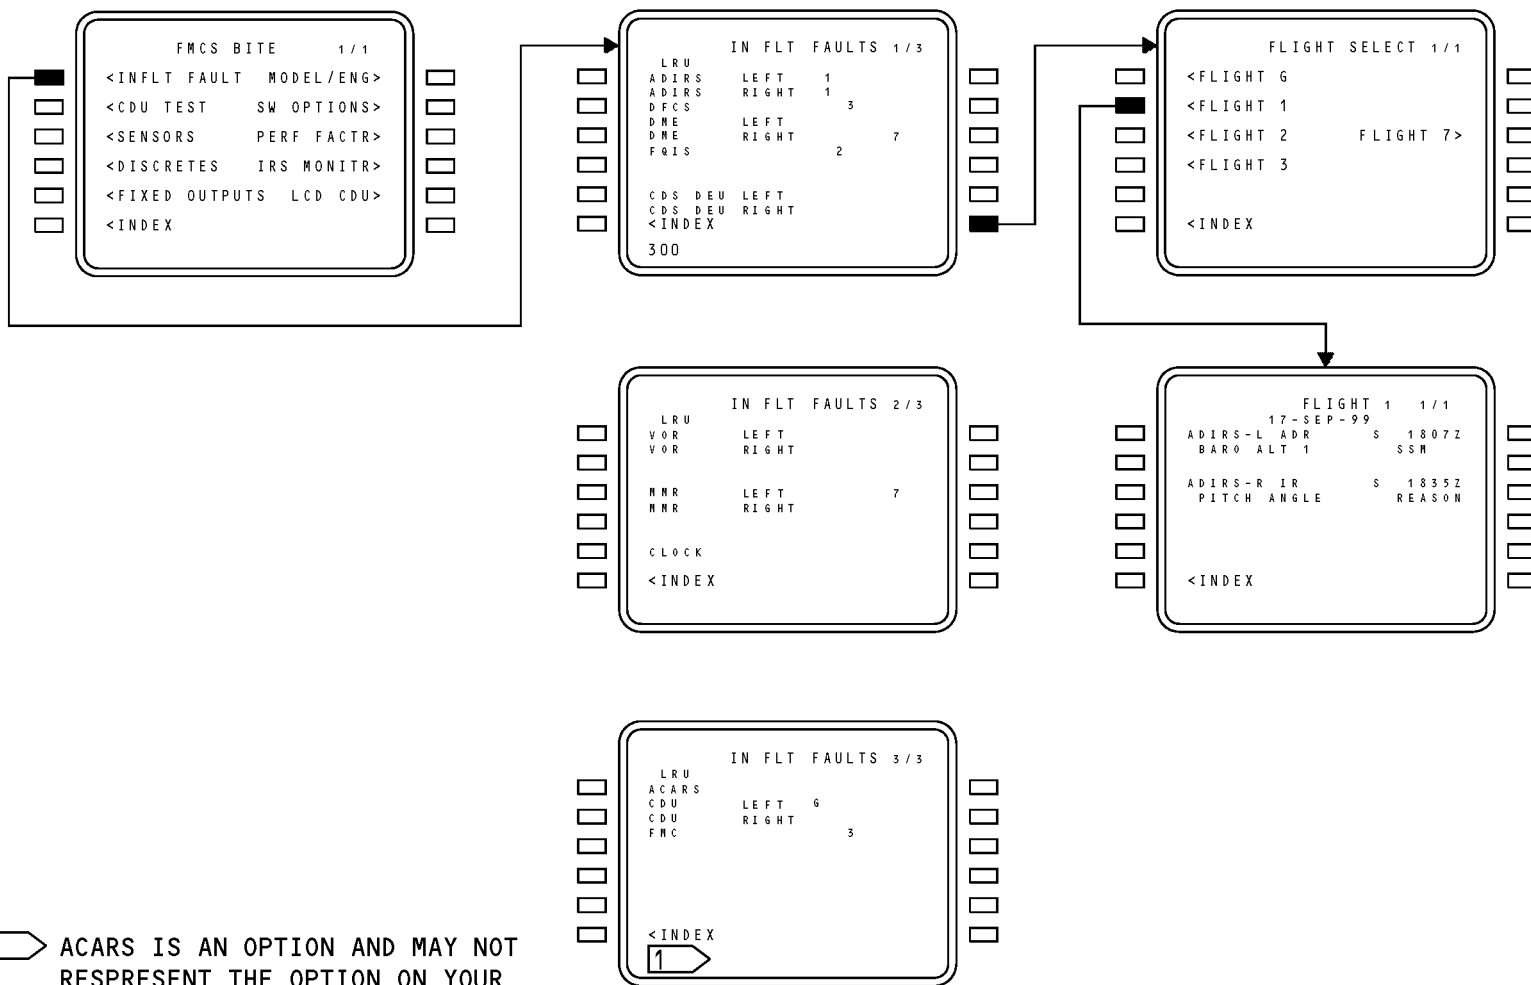 FMCS BITE 1/1
<INFLT FAULT MODEL/ENG>
<CDU TEST SW OPTIONS>
<SENSORS PERF FACTR>
<DISCRETES IRS MONITR>
<FIXED OUTPUTS LCD CDU>
<INDEX
IN FLT FAULTS 1/3
LRU
ADIRS LEFT 1
ADIRS RIGHT 1
DFCS 3
DME LEFT
DME RIGHT 7
FQIS 2
CDS DEU LEFT
CDS DEU RIGHT
<INDEX
300
FLIGHT SELECT 1/1
<FLIGHT G
<FLIGHT 1
<FLIGHT 2 FLIGHT 7>
<FLIGHT 3
<INDEX
IN FLT FAULTS 2/3
LRU
VOR LEFT
VOR RIGHT
MMR LEFT 7
MMR RIGHT
CLOCK
<INDEX
FLIGHT 1 1/1
17-SEP-99
ADIRS-L ADR S 1807Z
BARO ALT 1 SSM
ADIRS-R IR S 1835Z
PITCH ANGLE REASON
<INDEX
IN FLT FAULTS 3/3
LRU
ACARS
CDU LEFT G
CDU RIGHT
FMC 3
<INDEX
1
ACARS IS AN OPTION AND MAY NOT
RESPRESENT THE OPTION ON YOUR